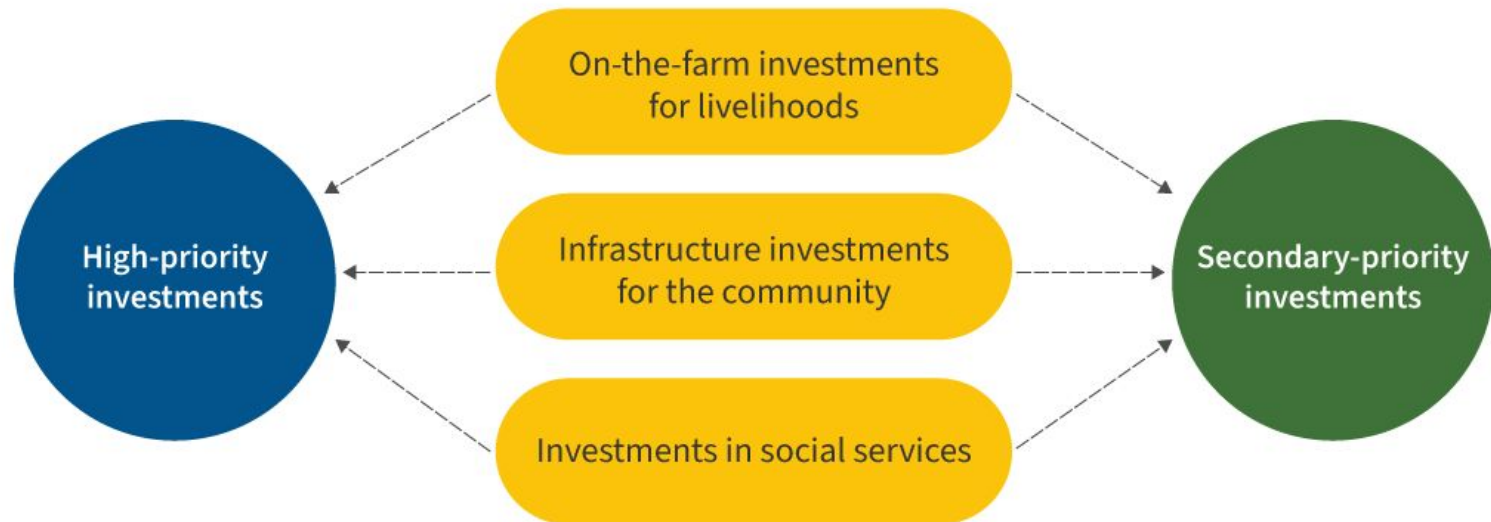 On-the-farm investments
for livelihoods
High-priority
investments
Infrastructure investments
for the community
Secondary-priority
investments
Investments in social services